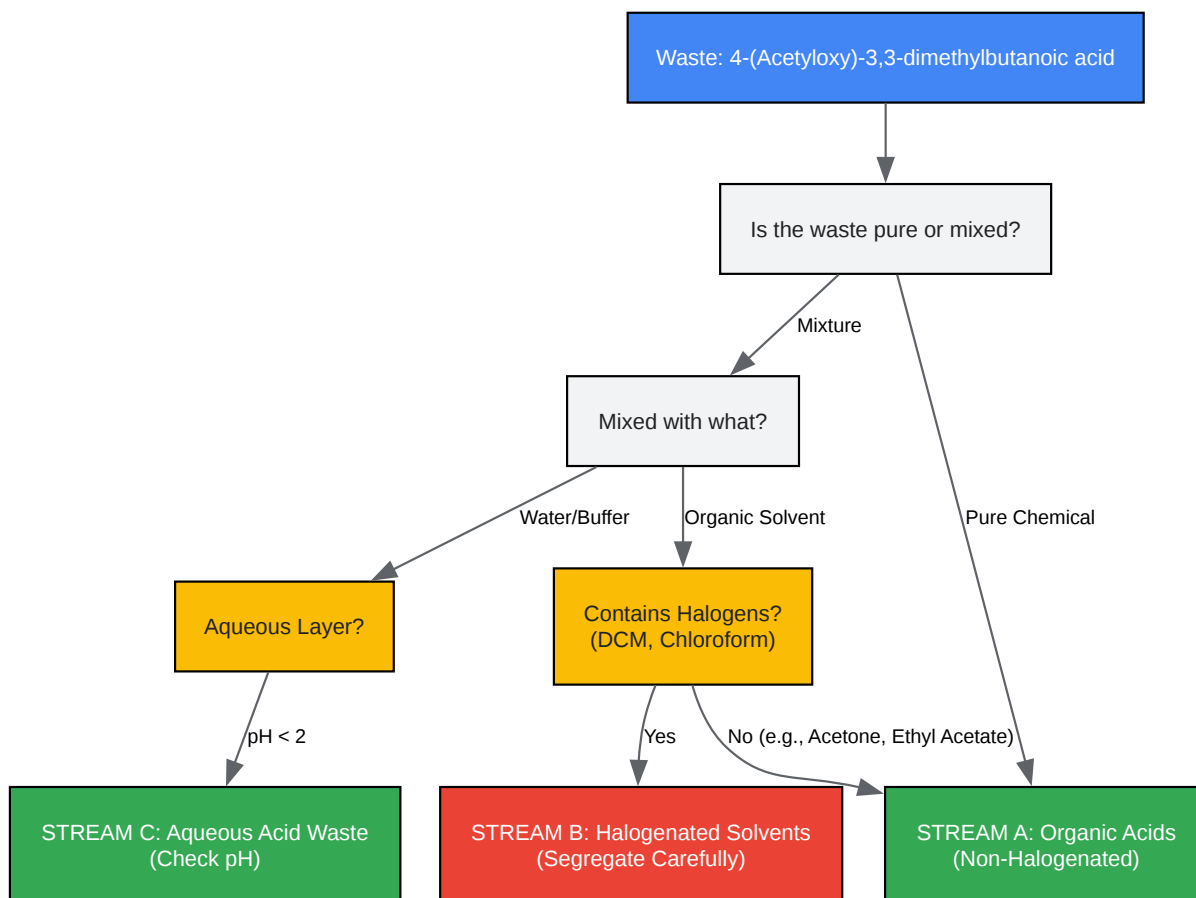 Waste: 4-(Acetyloxy)-3,3-dimethylbutanoic acid
Is the waste pure or mixed?
Mixture
Mixed with what?
Water/Buffer
Organic Solvent
Pure Chemical
Aqueous Layer?
Contains Halogens?
(DCM, Chloroform)
pH < 2
Yes
No (e.g., Acetone, Ethyl Acetate)
STREAM C: Aqueous Acid Waste
(Check pH)
STREAM B: Halogenated Solvents
(Segregate Carefully)
STREAM A: Organic Acids
(Non-Halogenated)